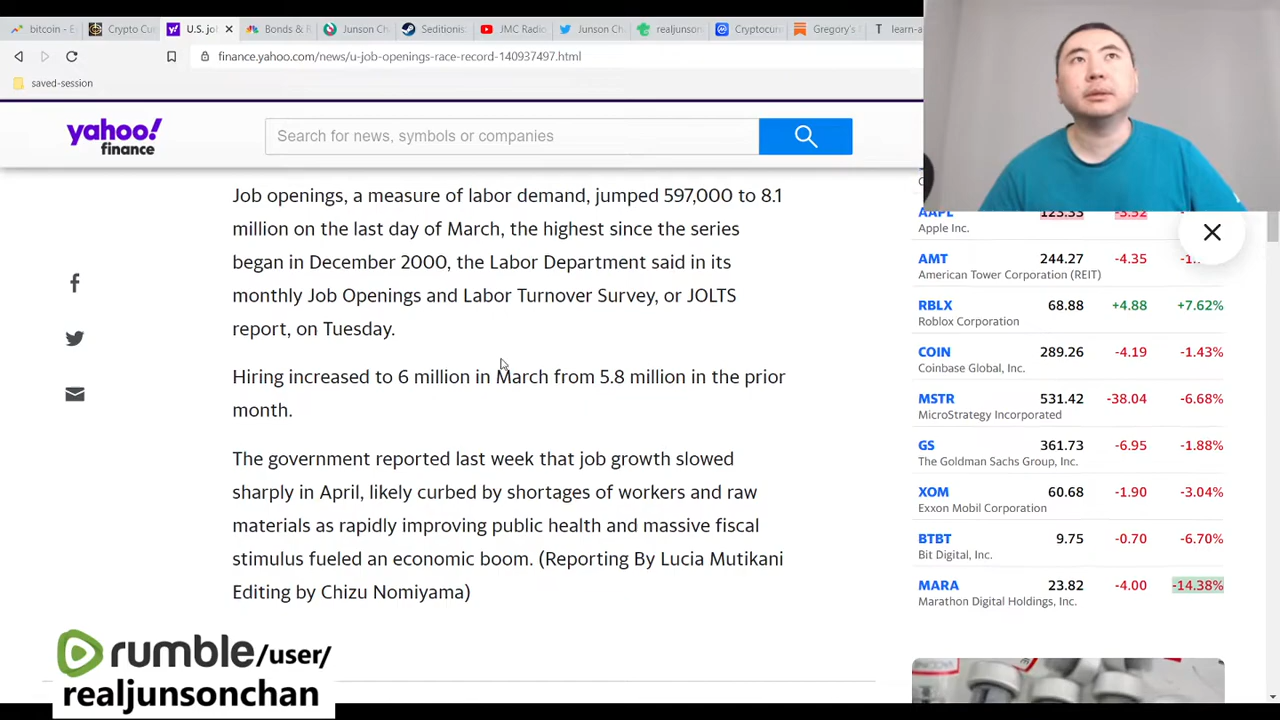 bitcoin - E
Crypto Cu
U.S. jol
Bonds & R
Junson Ch
Seditionis
JMC Radio
Junson Ch
realjunson
Cryptocur
Gregory's
learn-a
finance.yahoo.com/news/u-job-openings-race-record-140937497.html
saved-session
yahoo!
finance
Search for news, symbols or companies
Job openings, a measure of labor demand, jumped 597,000 to 8.1
million on the last day of March, the highest since the series
began in December 2000, the Labor Department said in its
monthly Job Openings and Labor Turnover Survey, or JOLTS
report, on Tuesday.
Hiring increased to 6 million in March from 5.8 million in the prior
month.
The government reported last week that job growth slowed
sharply in April, likely curbed by shortages of workers and raw
materials as rapidly improving public health and massive fiscal
stimulus fueled an economic boom. (Reporting By Lucia Mutikani
Editing by Chizu Nomiyama)
AAPL 123.33 -3.52
Apple Inc.
AMT 244.27 -4.35
American Tower Corporation (REIT)
RBLX 68.88 +4.88 +7.62%
Roblox Corporation
COIN 289.26 -4.19 -1.43%
Coinbase Global, Inc.
MSTR 531.42 -38.04 -6.68%
MicroStrategy Incorporated
GS 361.73 -6.95 -1.88%
The Goldman Sachs Group, Inc.
XOM 60.68 -1.90 -3.04%
Exxon Mobil Corporation
BTBT 9.75 -0.70 -6.70%
Bit Digital, Inc.
MARA 23.82 -4.00 -14.38%
Marathon Digital Holdings, Inc.
rumble/user/
realjunsonchan